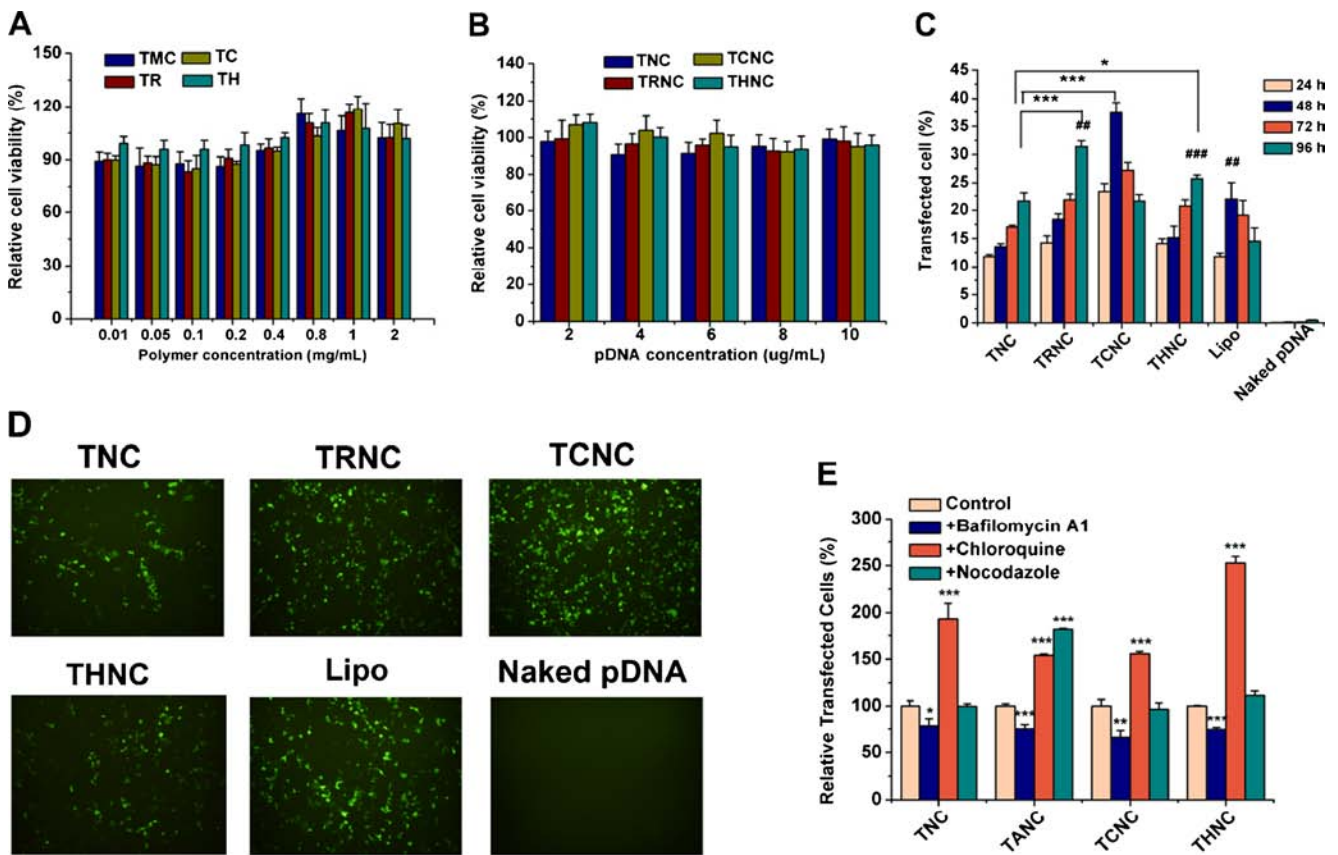 A
Relative cell viability (%)
150
120
90
60
30
0
TMC
TC
TR
TH
0.01 0.05 0.1 0.2 0.4 0.8 1 2
Polymer concentration (mg/mL)
B
Relative cell viability (%)
140
120
100
80
60
40
20
0
TNC
TCNC
TRNC
THNC
2 4 6 8 10
pDNA concentration (ug/mL)
C
Transfected cell (%)
45
40
35
30
25
20
15
10
5
0
*
***
***
##
###
##
24 h
48 h
72 h
96 h
TNC TRNC TCNC THNC Lipo Naked pDNA
D
TNC TRNC TCNC
THNC Lipo Naked pDNA
E
Relative Transfected Cells (%)
300
250
200
150
100
50
0
Control
+Bafilomycin A1
+Chloroquine
+Nocodazole
* *** *** *** *** ** *** *** ***
TNC TANC TCNC THNC